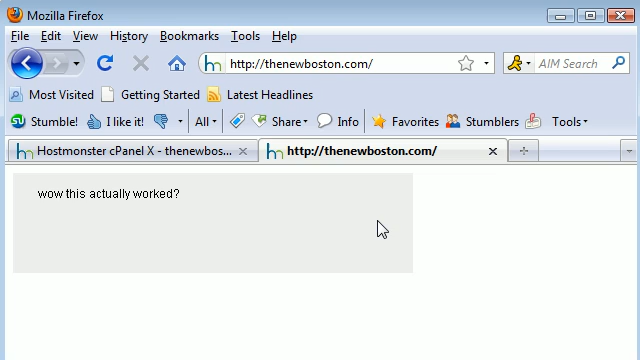 Mozilla Firefox
File Edit View History Bookmarks Tools Help
http://thenewboston.com/ AIM Search
Most Visited Getting Started Latest Headlines
Stumble! I like it! All Share Info Favorites Stumblers Tools
Hostmonster cPanel X - thenewbos... http://thenewboston.com/
wow this actually worked?